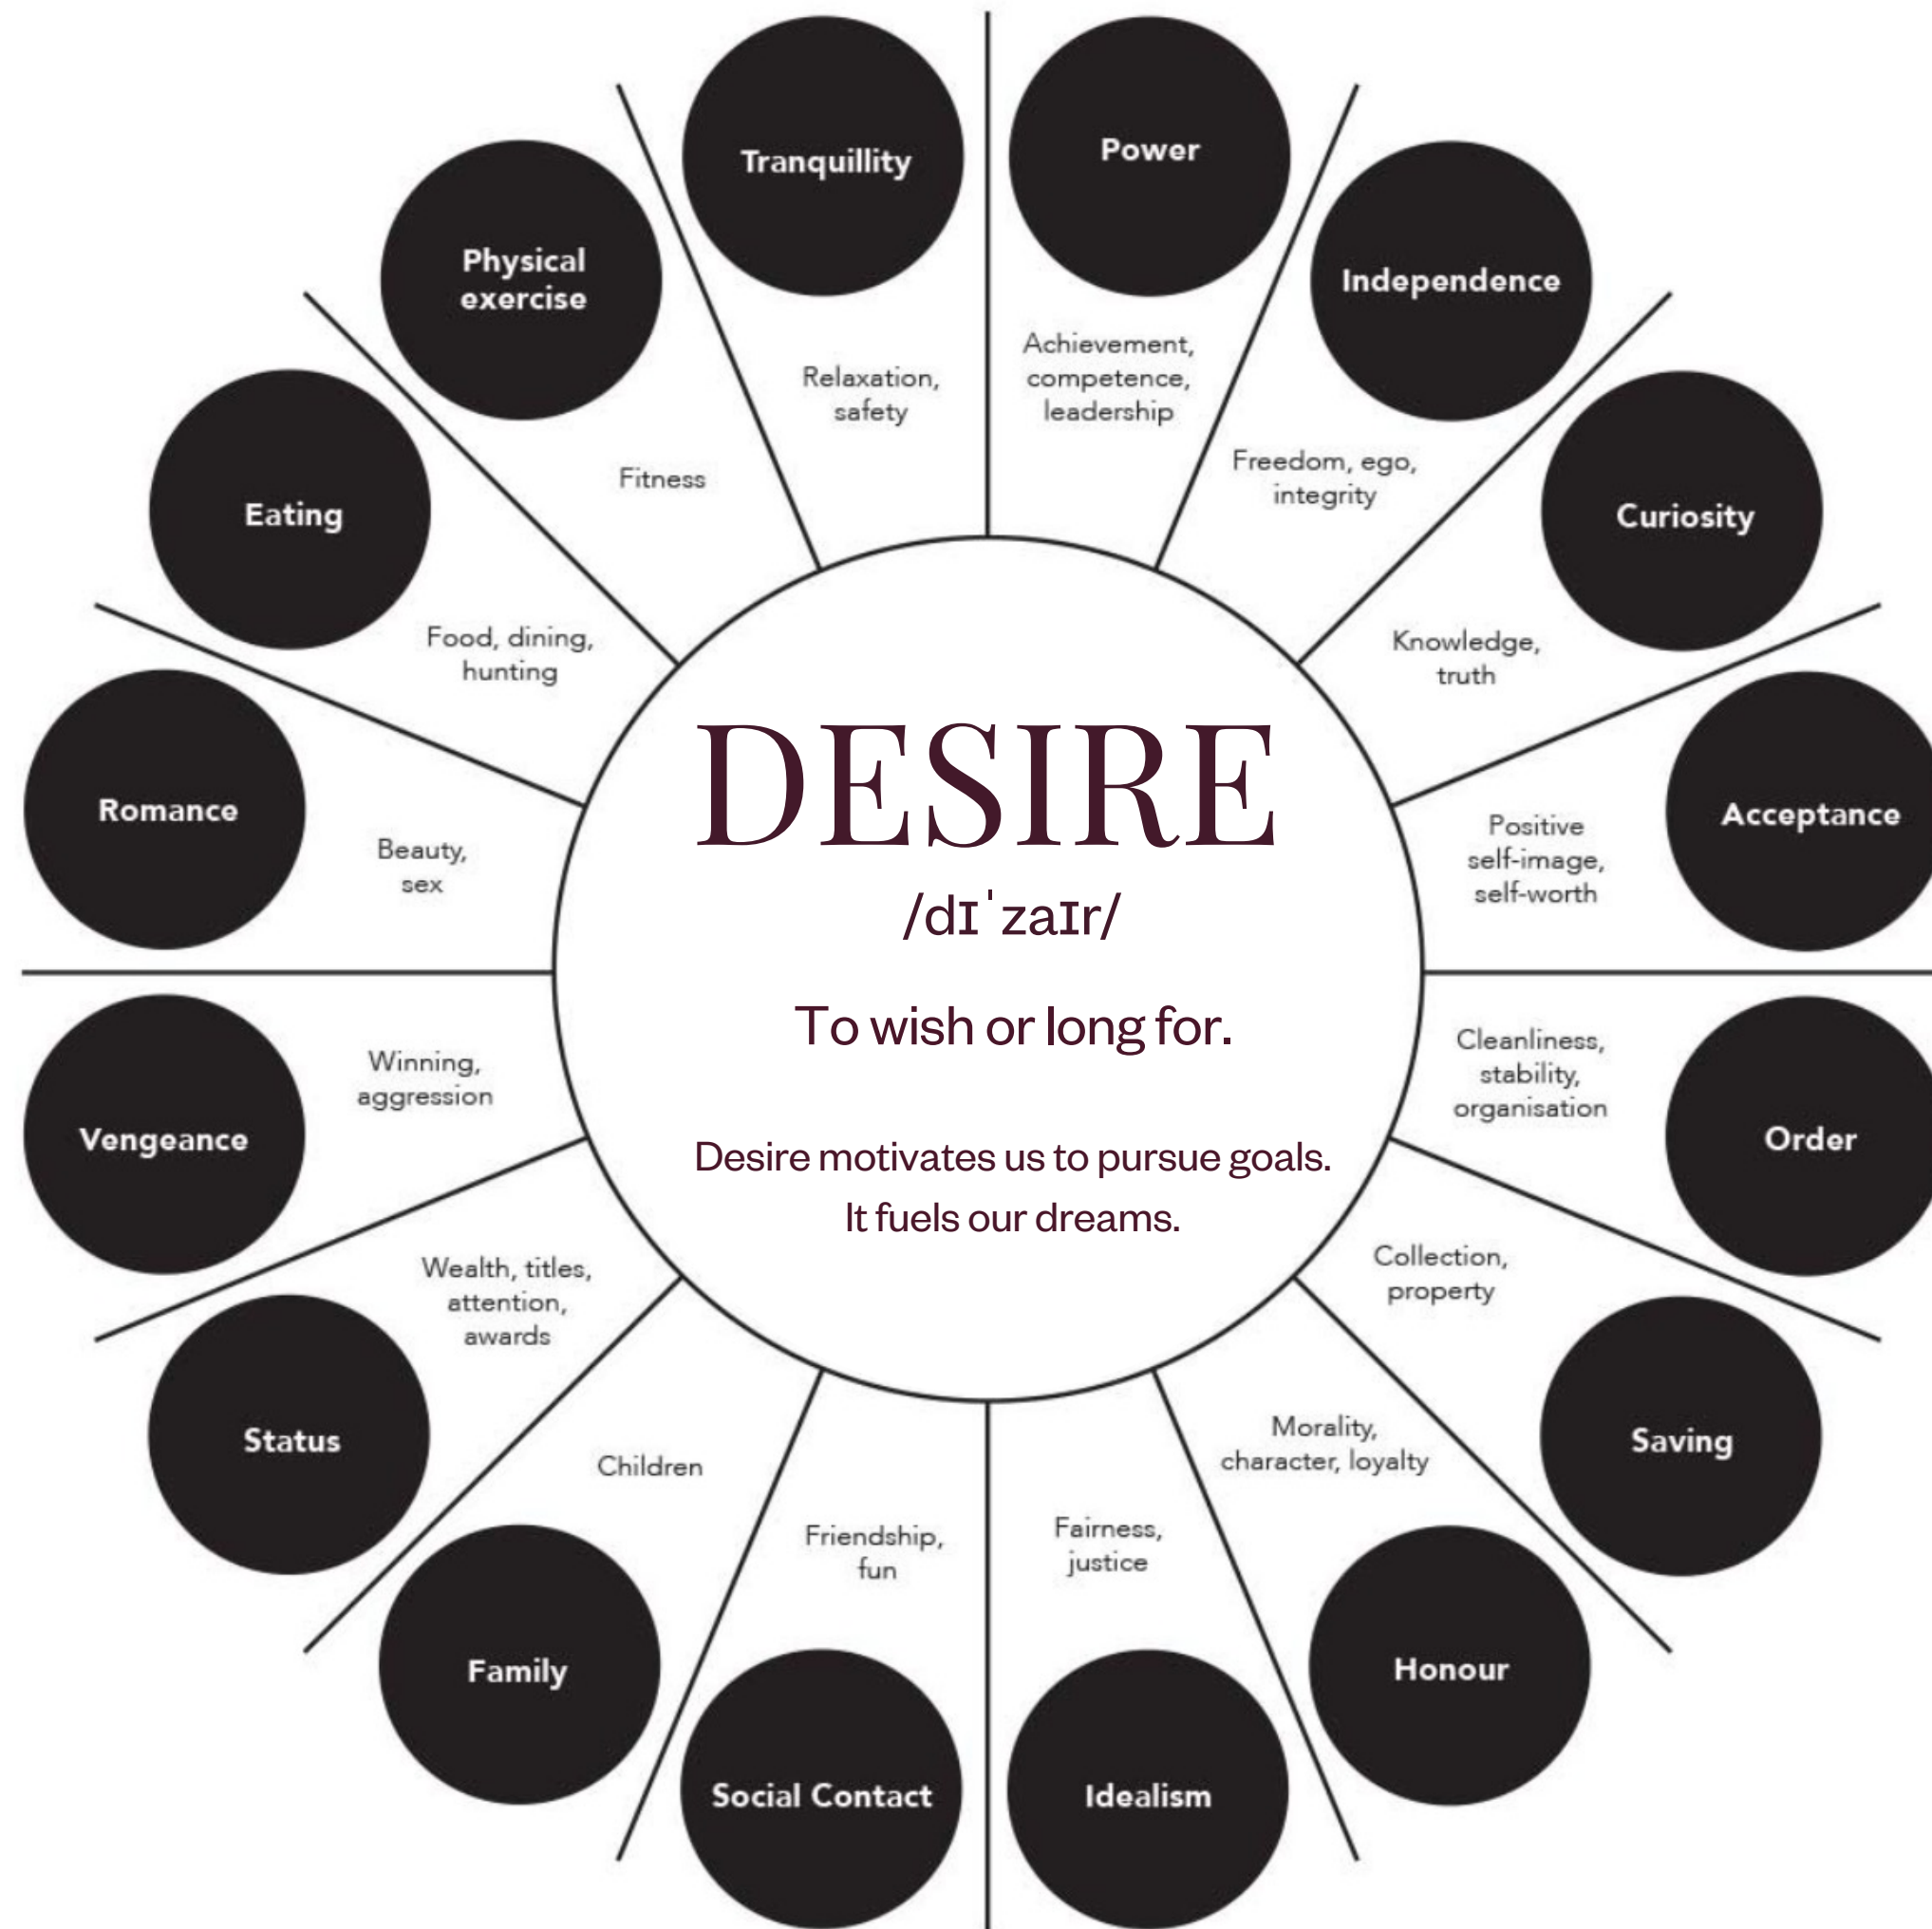 Power
Achievement,
competence,
leadership
Independence
Freedom, ego,
integrity
Curiosity
Knowledge,
truth
Acceptance
Positive
self-image,
self-worth
Order
Cleanliness,
stability,
organisation
Saving
Collection,
property
Honour
Morality,
character, loyalty
Idealism
Fairness,
justice
Social Contact
Friendship,
fun
Family
Children
Status
Wealth, titles,
attention,
awards
Vengeance
Winning,
aggression
Romance
Beauty,
sex
Eating
Food, dining,
hunting
Physical
exercise
Fitness
Tranquillity
Relaxation,
safety
DESIRE
/dɪˈzaɪr/
To wish or long for.
Desire motivates us to pursue goals.
It fuels our dreams.